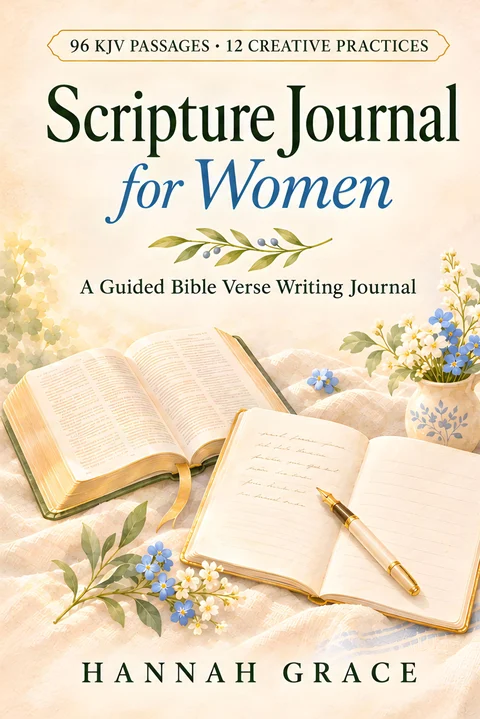 96 KJV PASSAGES • 12 CREATIVE PRACTICES
Scripture Journal
for Women
A Guided Bible Verse Writing Journal
HANNAH GRACE